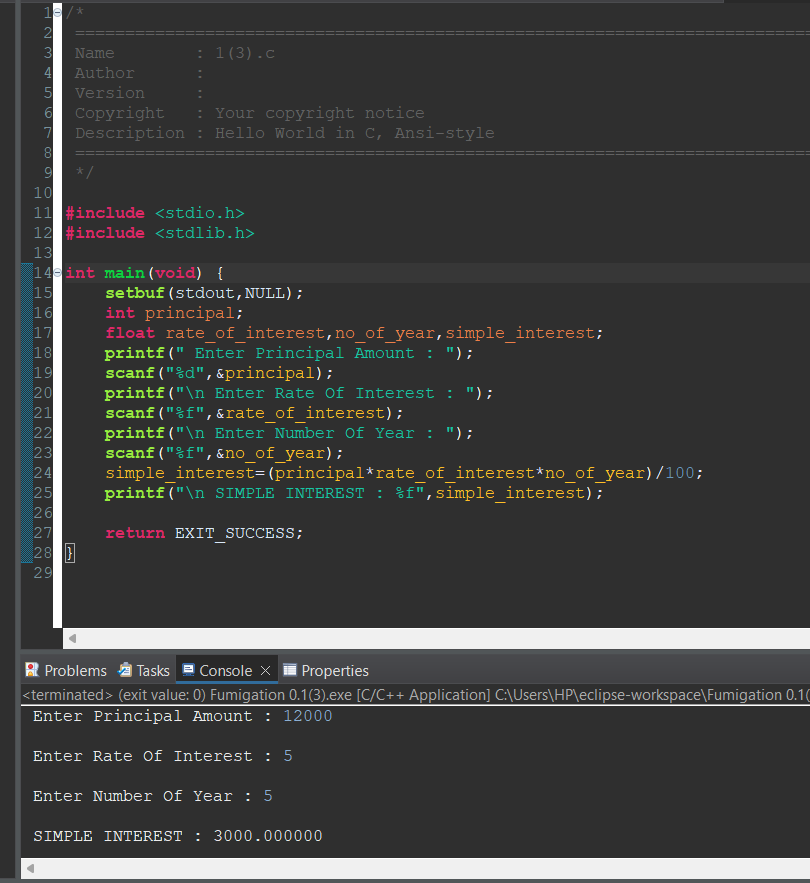 1 /*
2 ==========================================================================
3 Name : 1(3).c
4 Author :
5 Version :
6 Copyright : Your copyright notice
7 Description : Hello World in C, Ansi-style
8 ==========================================================================
9 */
10
11 #include <stdio.h>
12 #include <stdlib.h>
13
14 int main(void) {
15 setbuf(stdout,NULL);
16 int principal;
17 float rate_of_interest,no_of_year,simple_interest;
18 printf(" Enter Principal Amount : ");
19 scanf("%d",&principal);
20 printf("\n Enter Rate Of Interest : ");
21 scanf("%f",&rate_of_interest);
22 printf("\n Enter Number Of Year : ");
23 scanf("%f",&no_of_year);
24 simple_interest=(principal*rate_of_interest*no_of_year)/100;
25 printf("\n SIMPLE INTEREST : %f",simple_interest);
26
27 return EXIT_SUCCESS;
28 }
29
Problems Tasks Console Properties
<terminated> (exit value: 0) Fumigation 0.1(3).exe [C/C++ Application] C:\Users\HP\eclipse-workspace\Fumigation 0.1(
Enter Principal Amount : 12000
Enter Rate Of Interest : 5
Enter Number Of Year : 5
SIMPLE INTEREST : 3000.000000